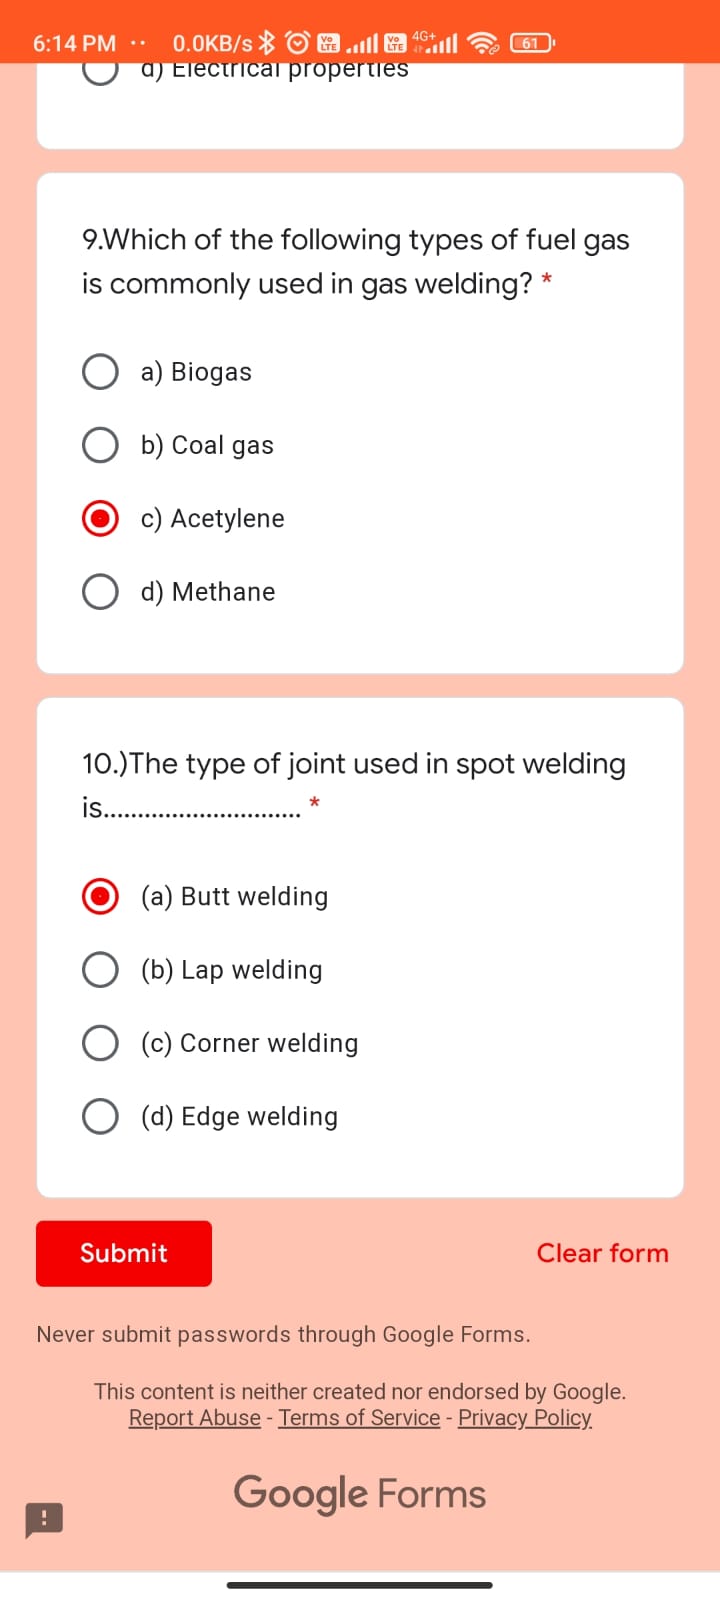 6:14 PM ·· 0.0KB/s Vo LTE Vo LTE 4G+ 61
d) Electrical properties
9.Which of the following types of fuel gas
is commonly used in gas welding? *
a) Biogas
b) Coal gas
c) Acetylene
d) Methane
10.)The type of joint used in spot welding
is............................. *
(a) Butt welding
(b) Lap welding
(c) Corner welding
(d) Edge welding
Submit Clear form
Never submit passwords through Google Forms.
This content is neither created nor endorsed by Google.
Report Abuse - Terms of Service - Privacy Policy
Google Forms